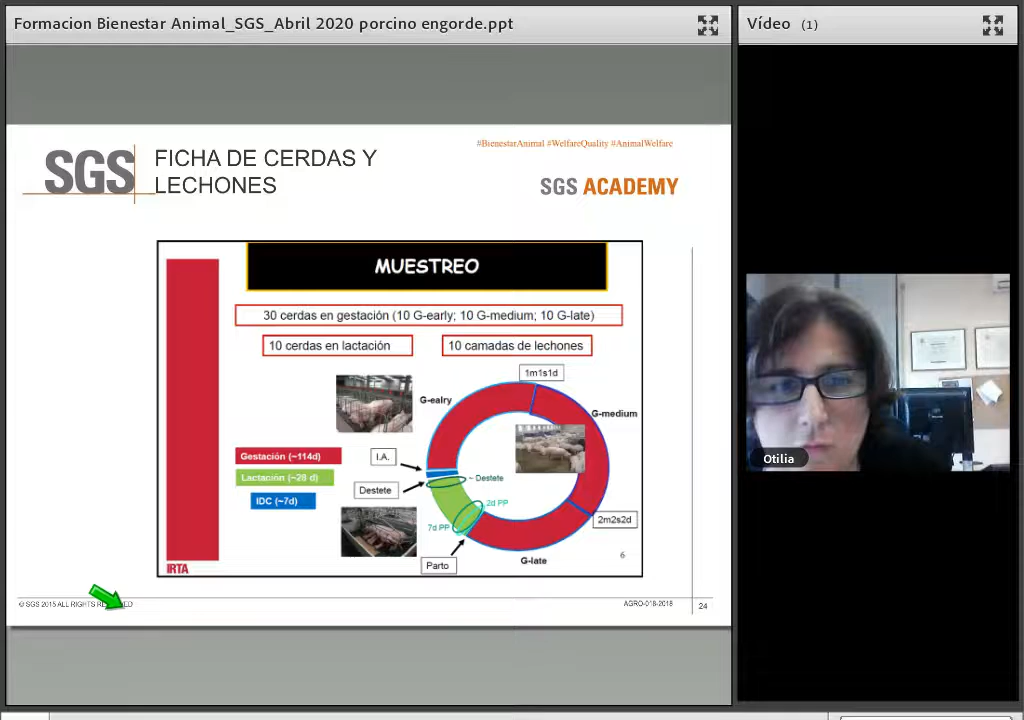 Formacion Bienestar Animal_SGS_Abril 2020 porcino engorde.ppt
Vídeo (1)
SGS
FICHA DE CERDAS Y
LECHONES
#BienestarAnimal #WelfareQuality #AnimalWelfare
SGS ACADEMY
MUESTREO
30 cerdas en gestación (10 G-early; 10 G-medium; 10 G-late)
10 cerdas en lactación
10 camadas de lechones
1m1s1d
G-ealry
G-medium
Gestación (~114d)
I.A.
Lactación (~28 d)
Destete
Destete
IDC (~7d)
2d PP
7d PP
2m2s2d
Parto
G-late
6
IRTA
© SGS 2015 ALL RIGHTS
AGRO-018-2018
24
Otilia